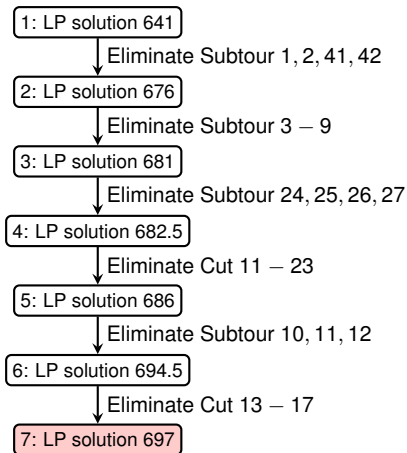 1: LP solution 641
Eliminate Subtour 1, 2, 41, 42
2: LP solution 676
Eliminate Subtour 3 − 9
3: LP solution 681
Eliminate Subtour 24, 25, 26, 27
4: LP solution 682.5
Eliminate Cut 11 − 23
5: LP solution 686
Eliminate Subtour 10, 11, 12
6: LP solution 694.5
Eliminate Cut 13 − 17
7: LP solution 697